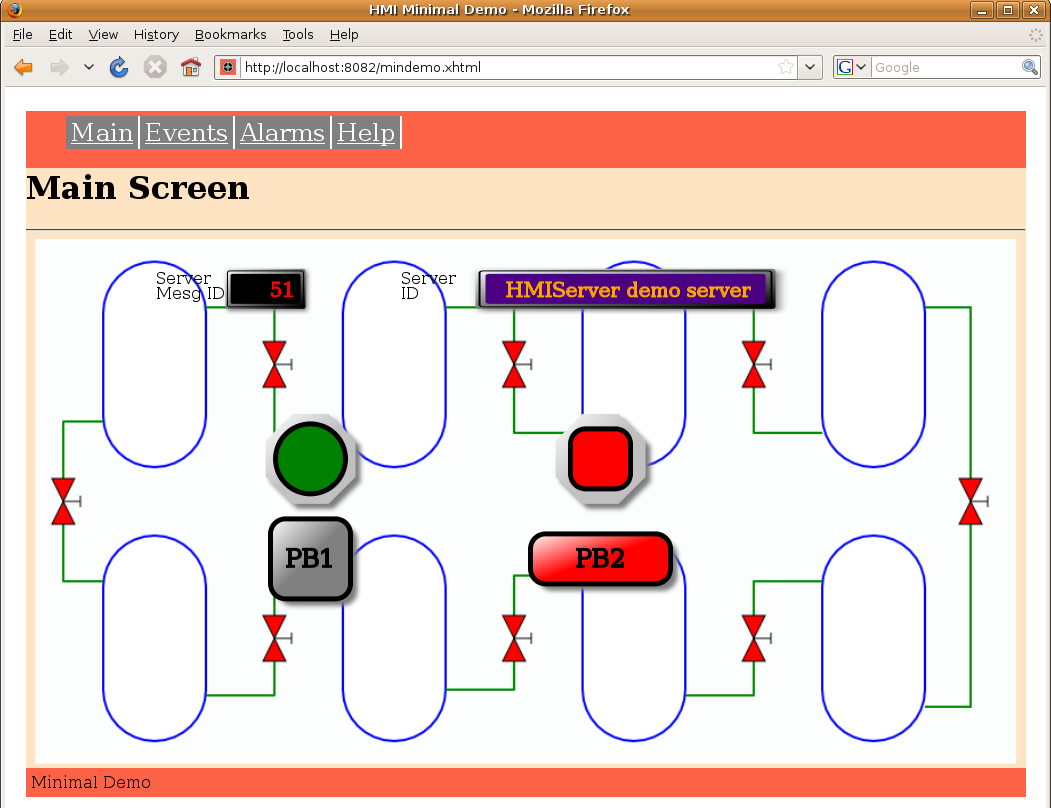 HMI Minimal Demo - Mozilla Firefox
File Edit View History Bookmarks Tools Help
http://localhost:8082/mindemo.xhtml
G Google
Main Events Alarms Help
Main Screen
Server
Mesg ID
51
Server
ID
HMIServer demo server
PB1
PB2
Minimal Demo